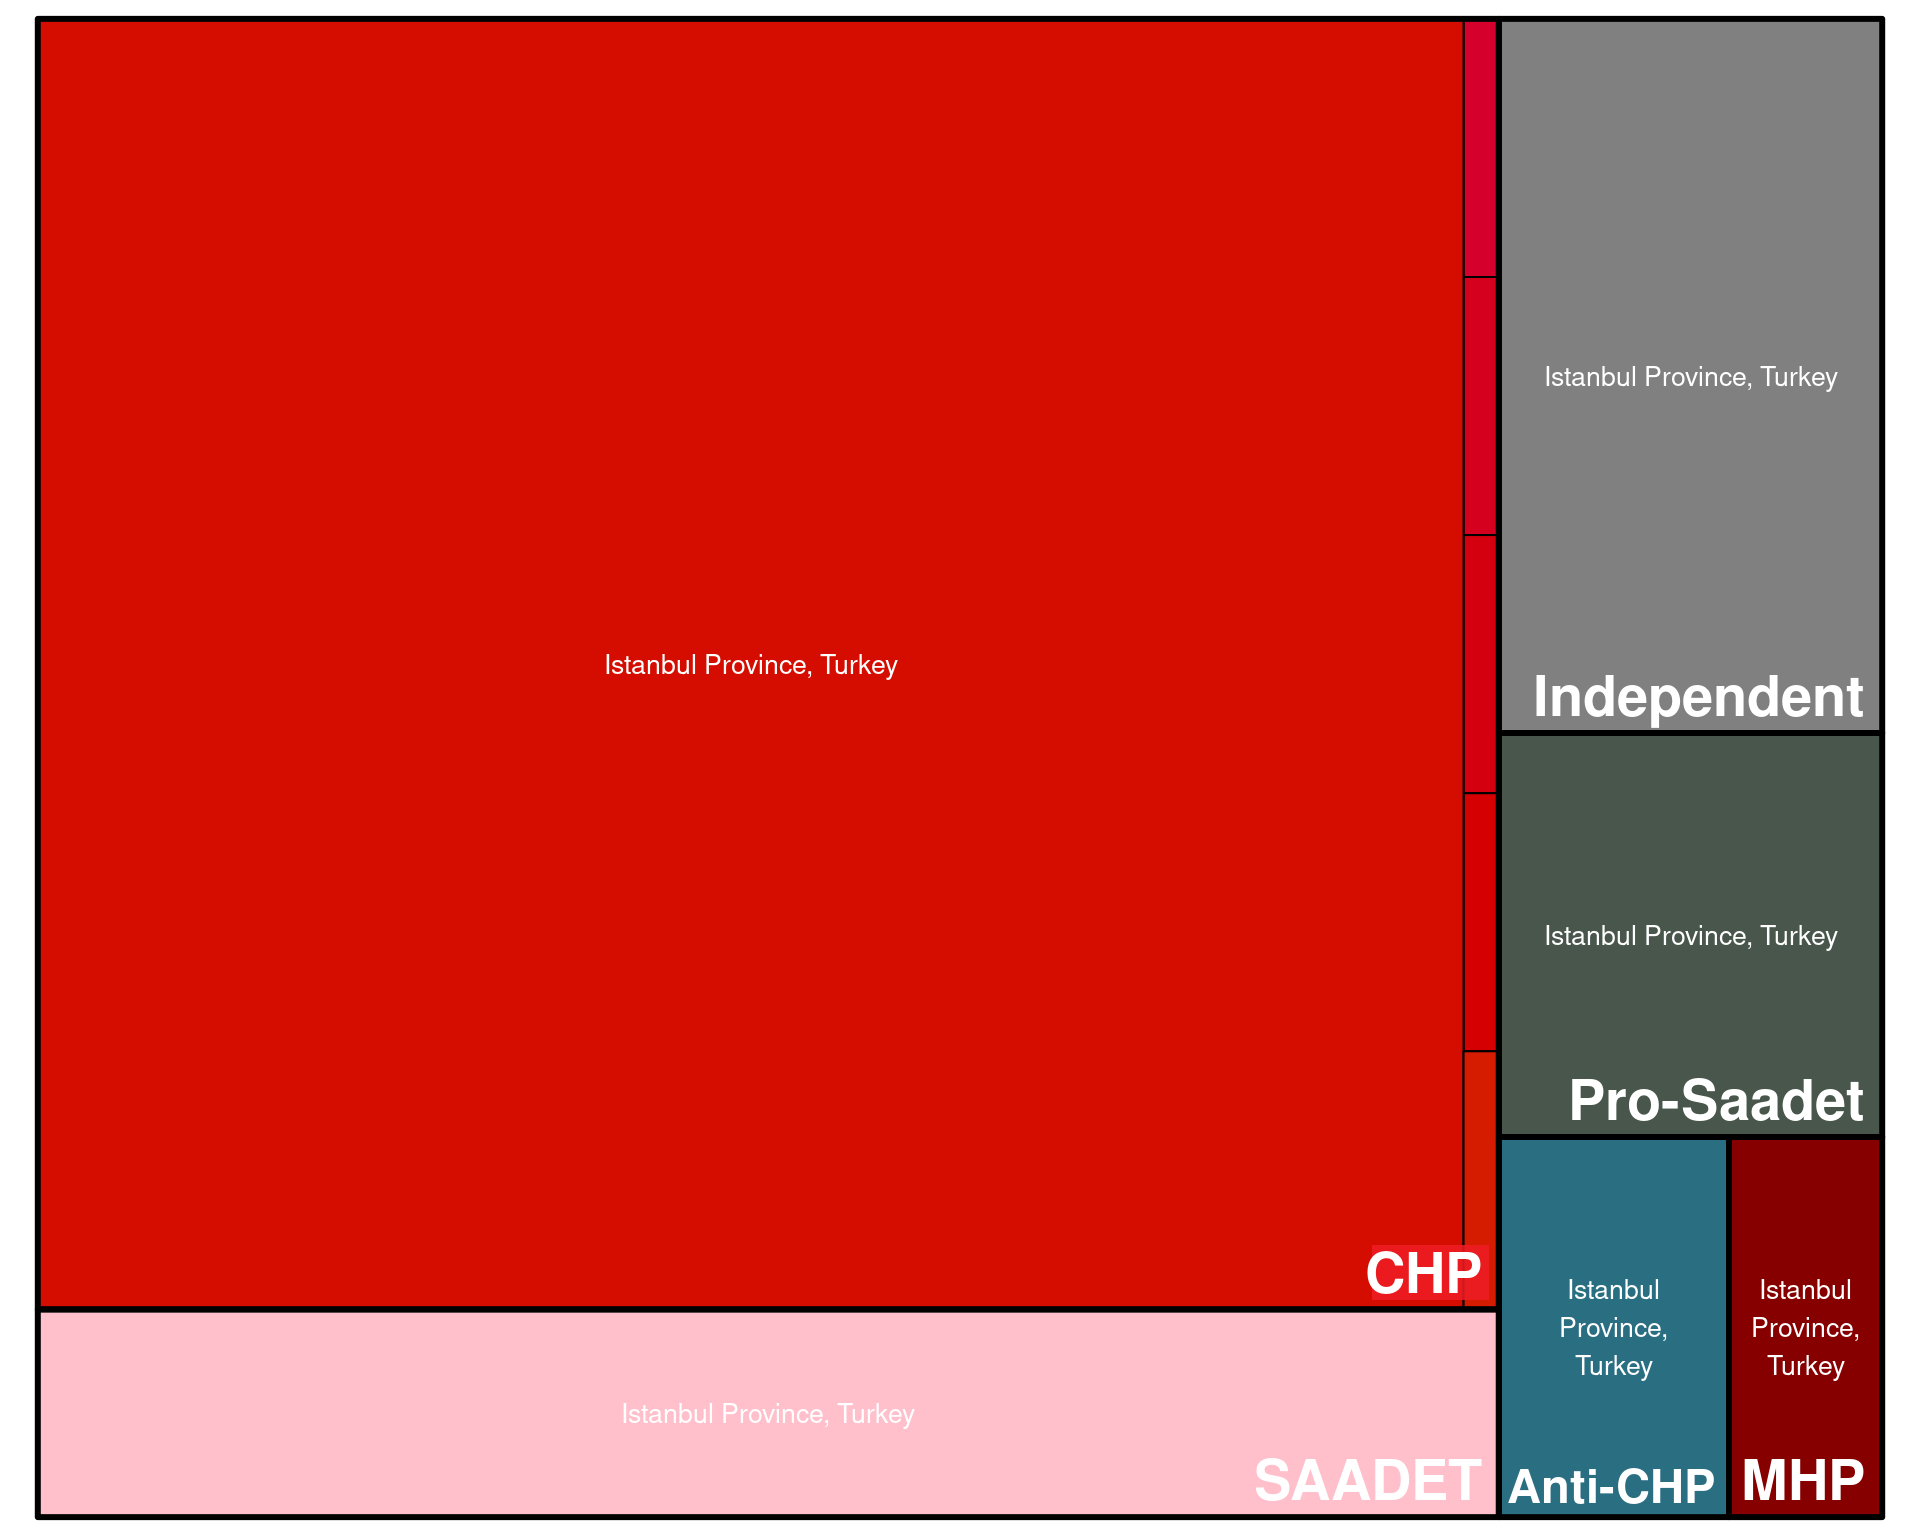 Istanbul Province, Turkey
CHP
Istanbul Province, Turkey
SAADET
Istanbul Province, Turkey
Independent
Istanbul Province, Turkey
Pro-Saadet
Istanbul
Province,
Turkey
Anti-CHP
Istanbul
Province,
Turkey
MHP